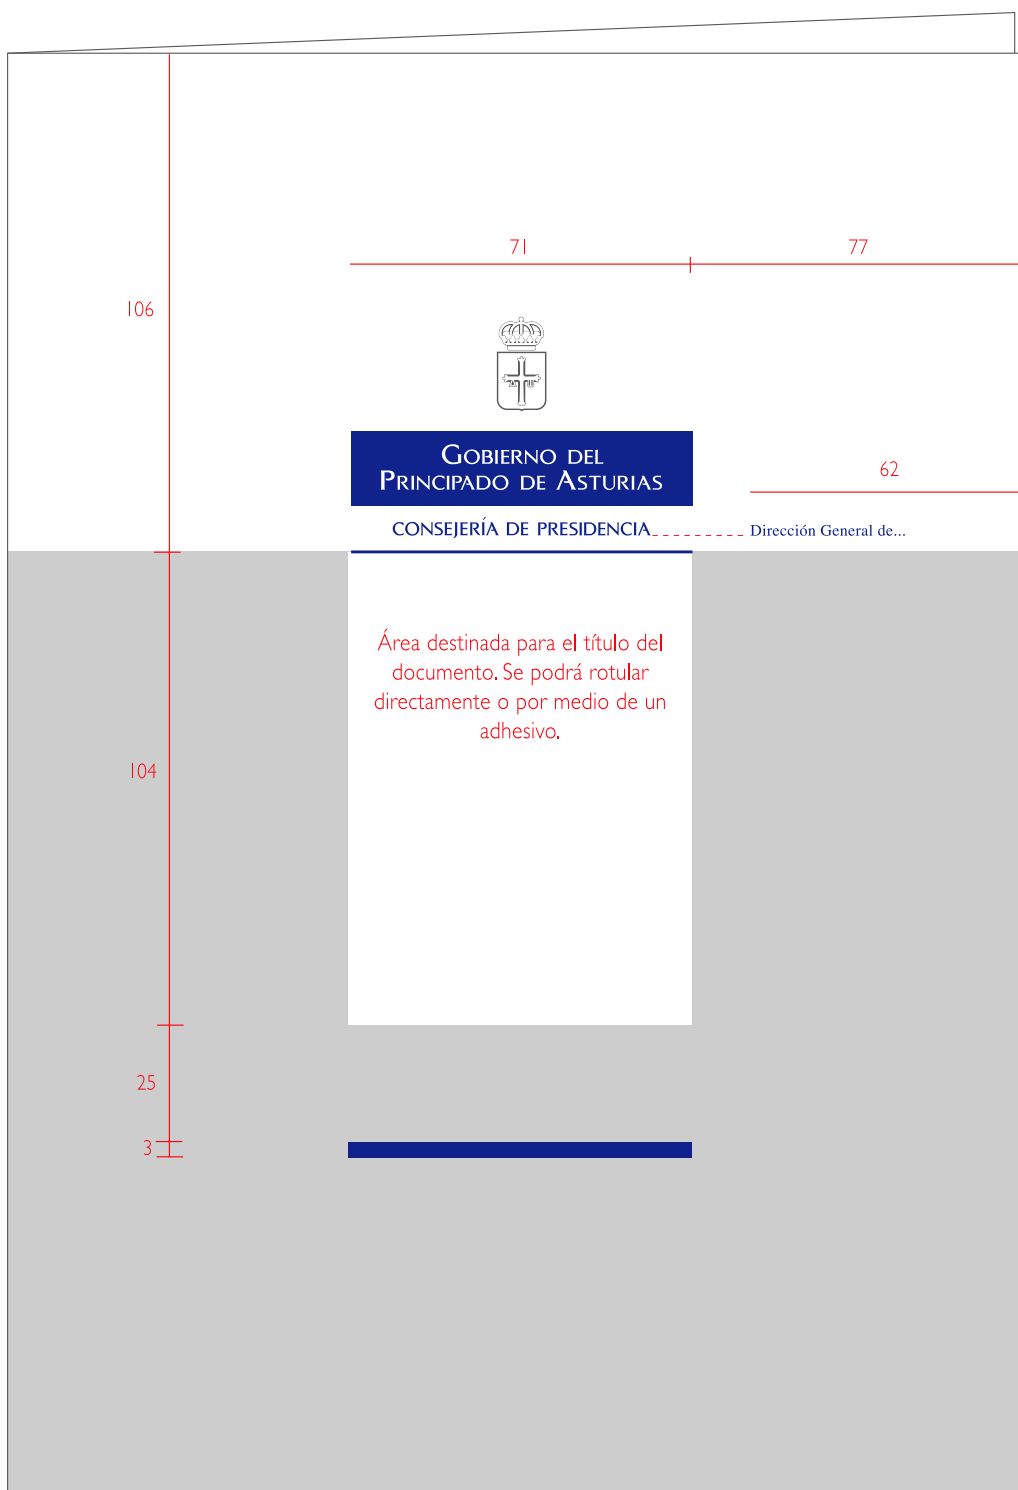 71
77
106
GOBIERNO DEL
PRINCIPADO DE ASTURIAS
62
CONSEJERÍA DE PRESIDENCIA_ _ _ _ _ _ _ _ _ _ Dirección General de...
Área destinada para el título del
documento. Se podrá rotular
directamente o por medio de un
adhesivo.
104
25
3